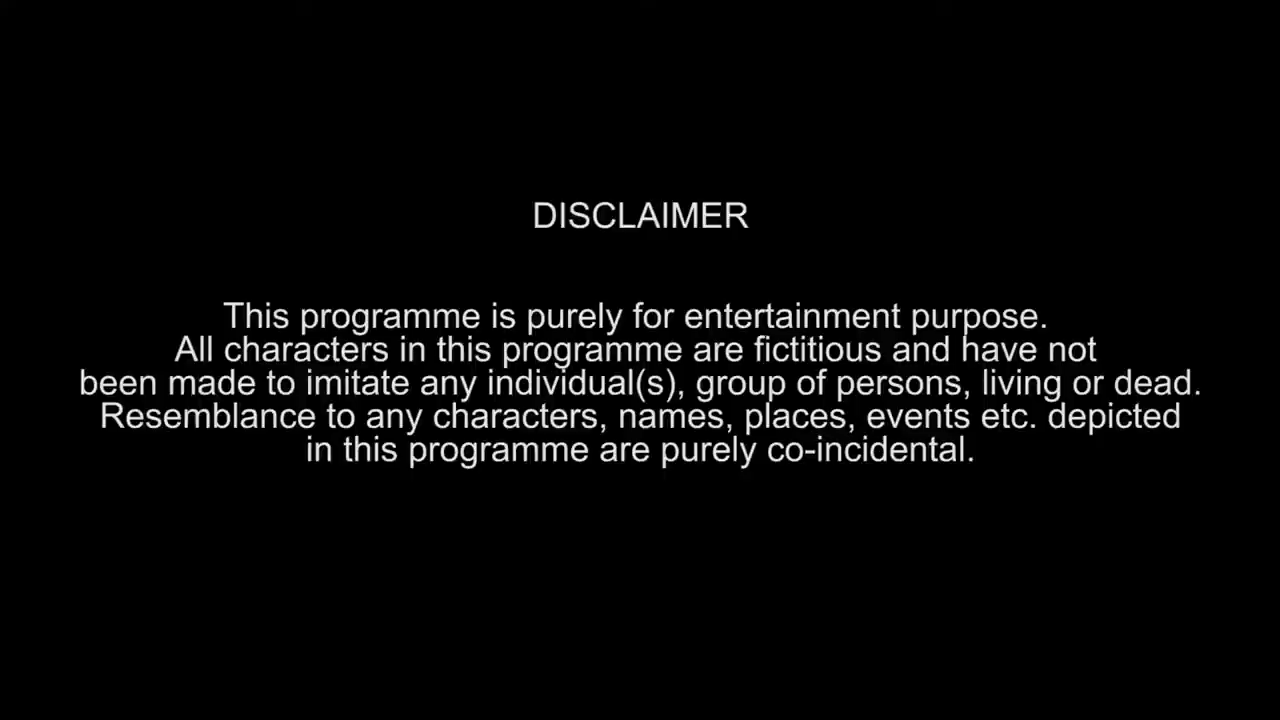 DISCLAIMER
This programme is purely for entertainment purpose.
All characters in this programme are fictitious and have not
been made to imitate any individual(s), group of persons, living or dead.
Resemblance to any characters, names, places, events etc. depicted
in this programme are purely co-incidental.